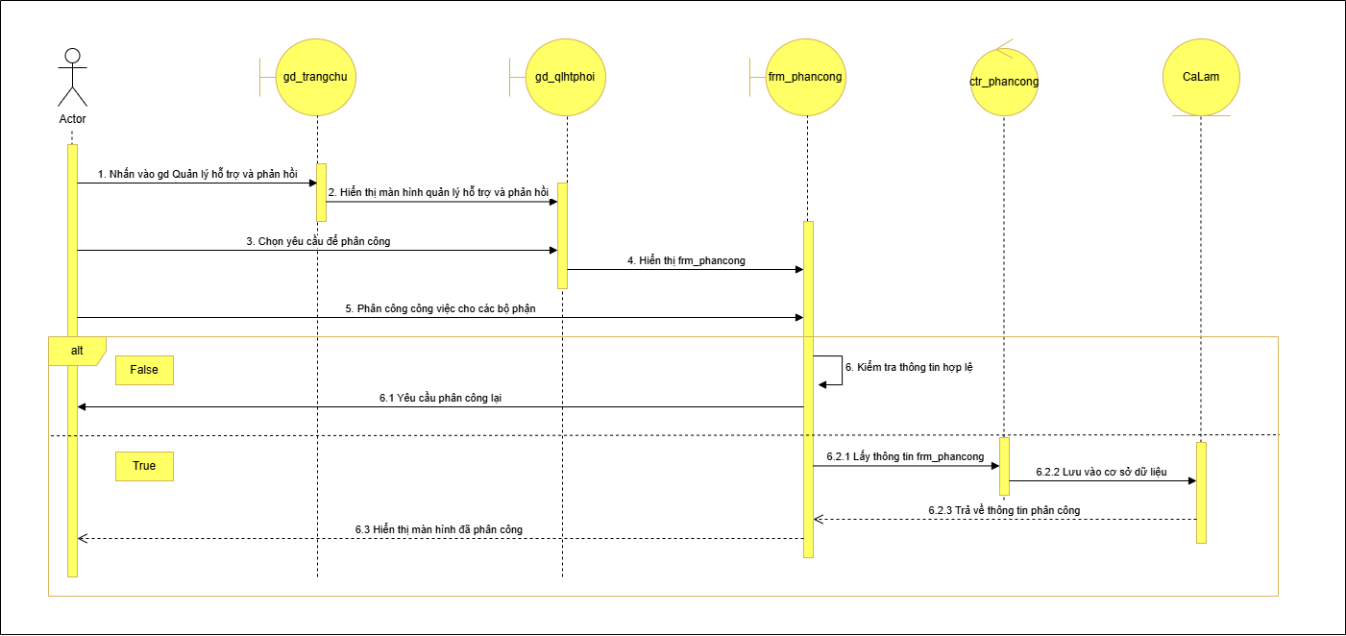 gd_trangchu
gd_qlhtphoi
frm_phancong
ctr_phancong
CaLam
Actor
1. Nhấn vào gd Quản lý hỗ trợ và phản hồi
2. Hiển thị màn hình quản lý hỗ trợ và phản hồi
3. Chọn yêu cầu để phân công
4. Hiển thị frm_phancong
5. Phân công công việc cho các bộ phận
alt
False
6. Kiểm tra thông tin hợp lệ
6.1 Yêu cầu phân công lại
True
6.2.1 Lấy thông tin frm_phancong
6.2.2 Lưu vào cơ sở dữ liệu
6.2.3 Trả về thông tin phân công
6.3 Hiển thị màn hình đã phân công